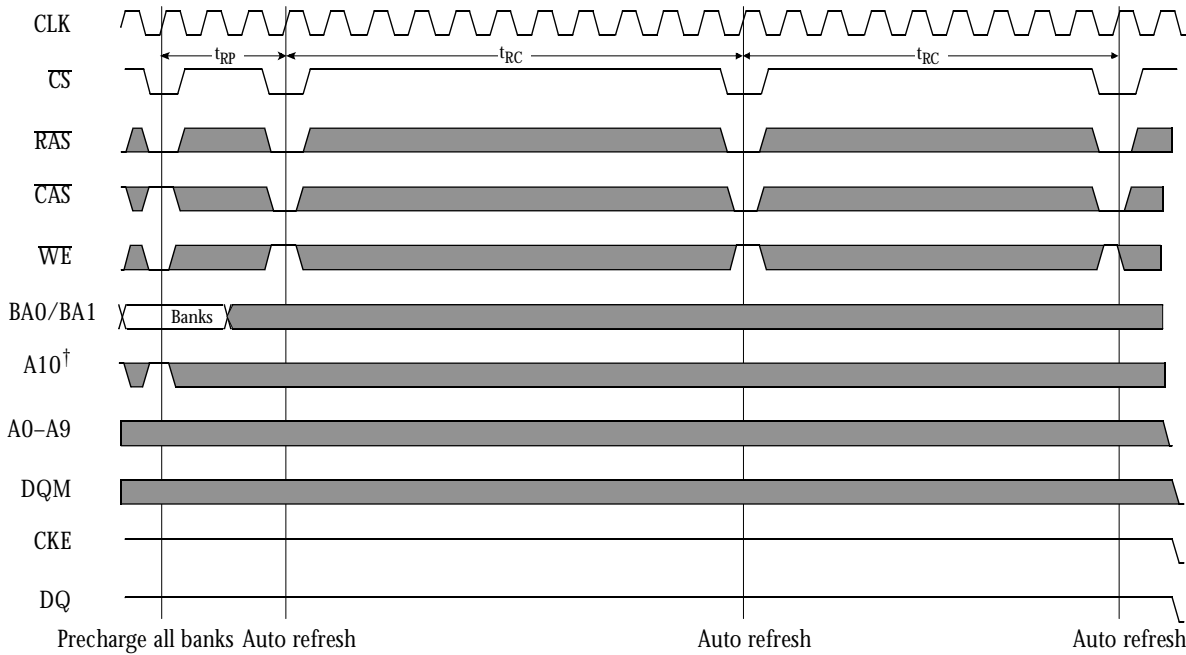 CLK
tRP
tRC
tRC
CS
RAS
CAS
WE
BA0/BA1
Banks
A10†
A0–A9
DQM
CKE
DQ
Precharge all banks
Auto refresh
Auto refresh
Auto refresh